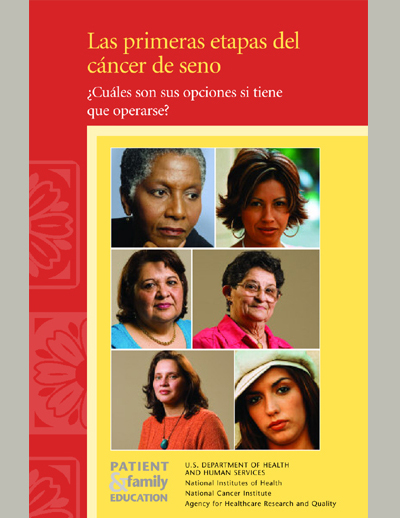 Las primeras etapas del
cáncer de seno
¿Cuáles son sus opciones si tiene
que operarse?
PATIENT
&family
EDUCATION
U.S. DEPARTMENT OF HEALTH
AND HUMAN SERVICES
National Institutes of Health
National Cancer Institute
Agency for Healthcare Research and Quality